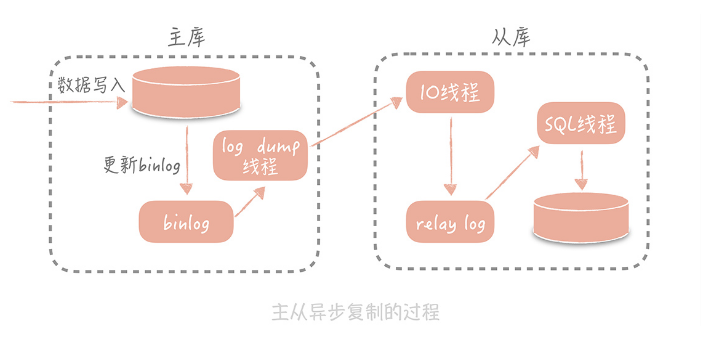 主库
从库
数据写入
更新binlog
log dump
线程
binlog
IO线程
relay log
SQL线程
主从异步复制的过程